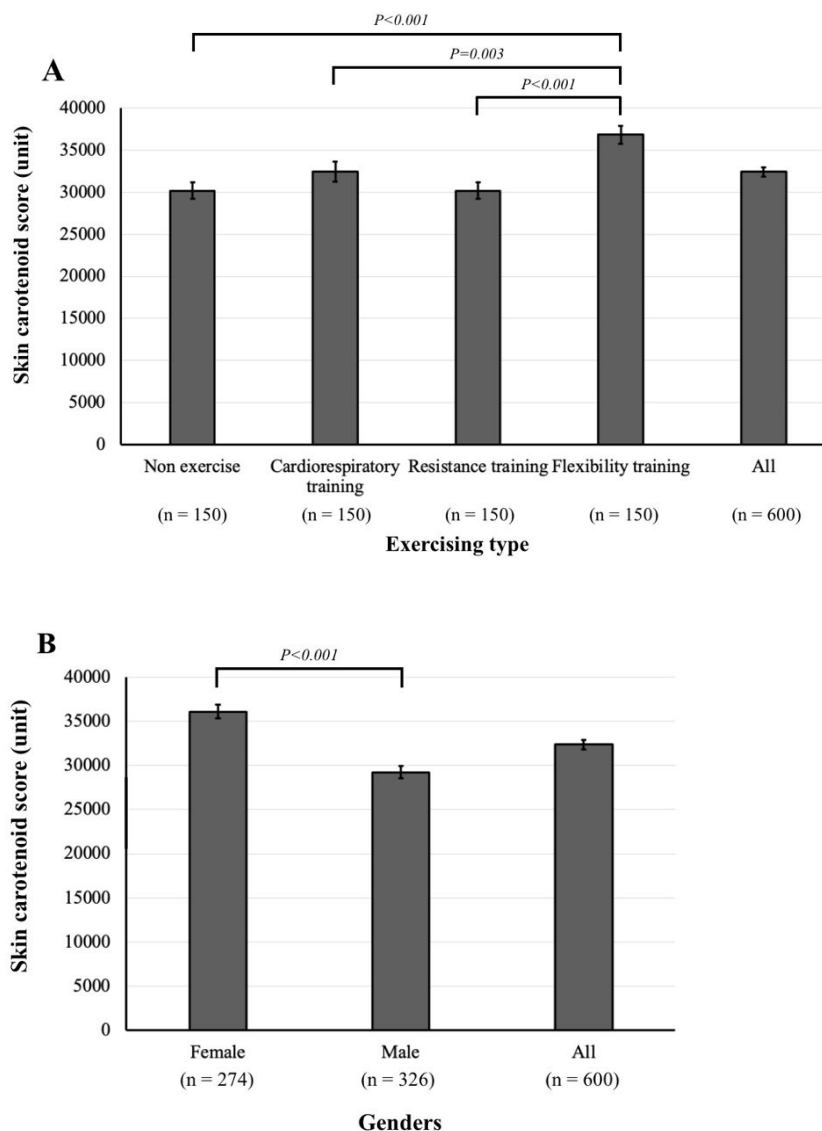 P<0.001
A
P=0.003
P<0.001
Skin carotenoid score (unit)
40000
35000
30000
25000
20000
15000
10000
5000
0
Non exercise
Cardiorespiratory
training
Resistance training
Flexibility training
All
(n = 150)
(n = 150)
(n = 150)
(n = 150)
(n = 600)
Exercising type
B
P<0.001
Skin carotenoid score (unit)
40000
35000
30000
25000
20000
15000
10000
5000
0
Female
Male
All
(n = 274)
(n = 326)
(n = 600)
Genders